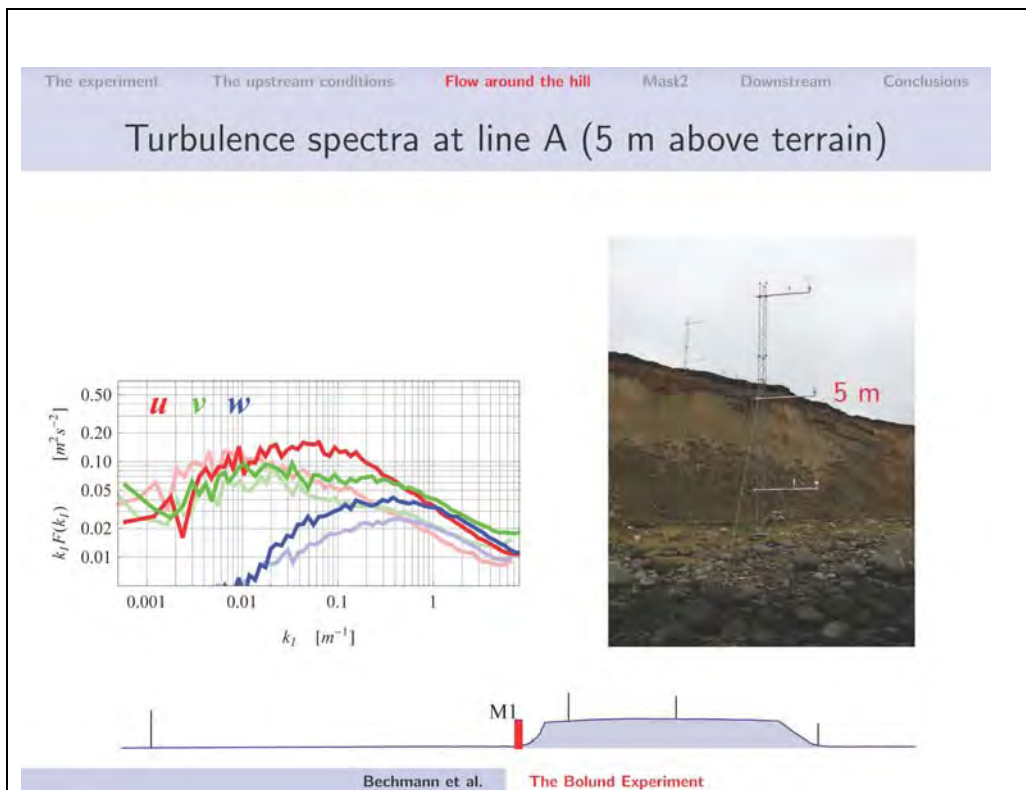 The experiment The upstream conditions Flow around the hill Mast2 Downstream Conclusions
Turbulence spectra at line A (5 m above terrain)
u v w
k₁F(k₁) [m²s⁻²]
0.50
0.20
0.10
0.05
0.02
0.01
0.001 0.01 0.1 1
k₁ [m⁻¹]
5 m
M1
Bechmann et al. The Bolund Experiment